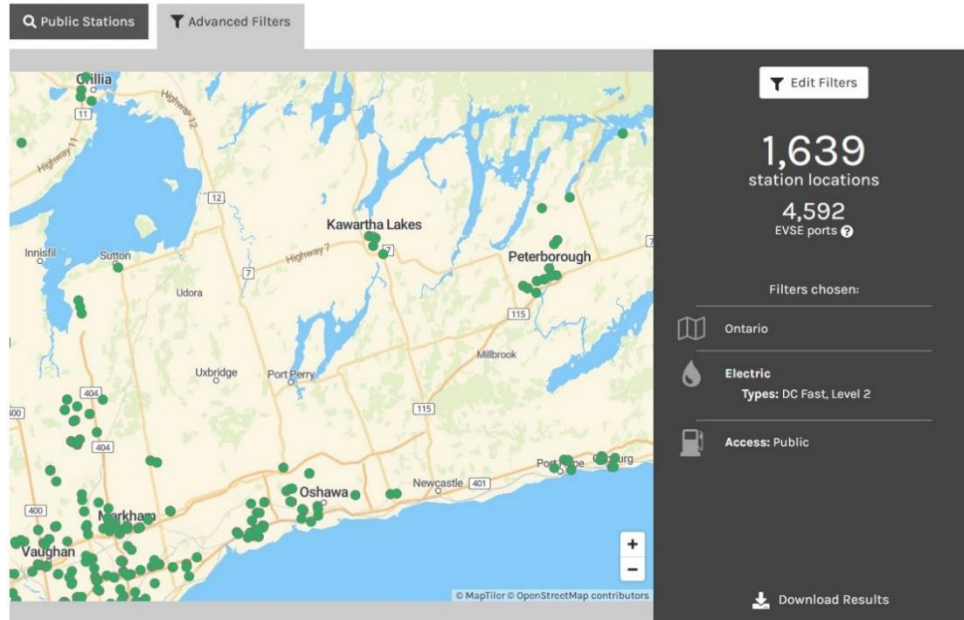 Public Stations
Advanced Filters
Orillia
11
Highway 12
Highway 11
12
Kawartha Lakes
7
7
Innisfil
Sutton
Highway 7
7
Peterborough
Udora
115
Millbrook
Uxbridge
Port Perry
404
400
115
404
Port Hope
Cobourg
Newcastle
401
Oshawa
400
Markham
Vaughan
+
−
© MapTiler © OpenStreetMap contributors
Edit Filters
1,639
station locations
4,592
EVSE ports ?
Filters chosen:
Ontario
Electric
Types: DC Fast, Level 2
Access: Public
Download Results